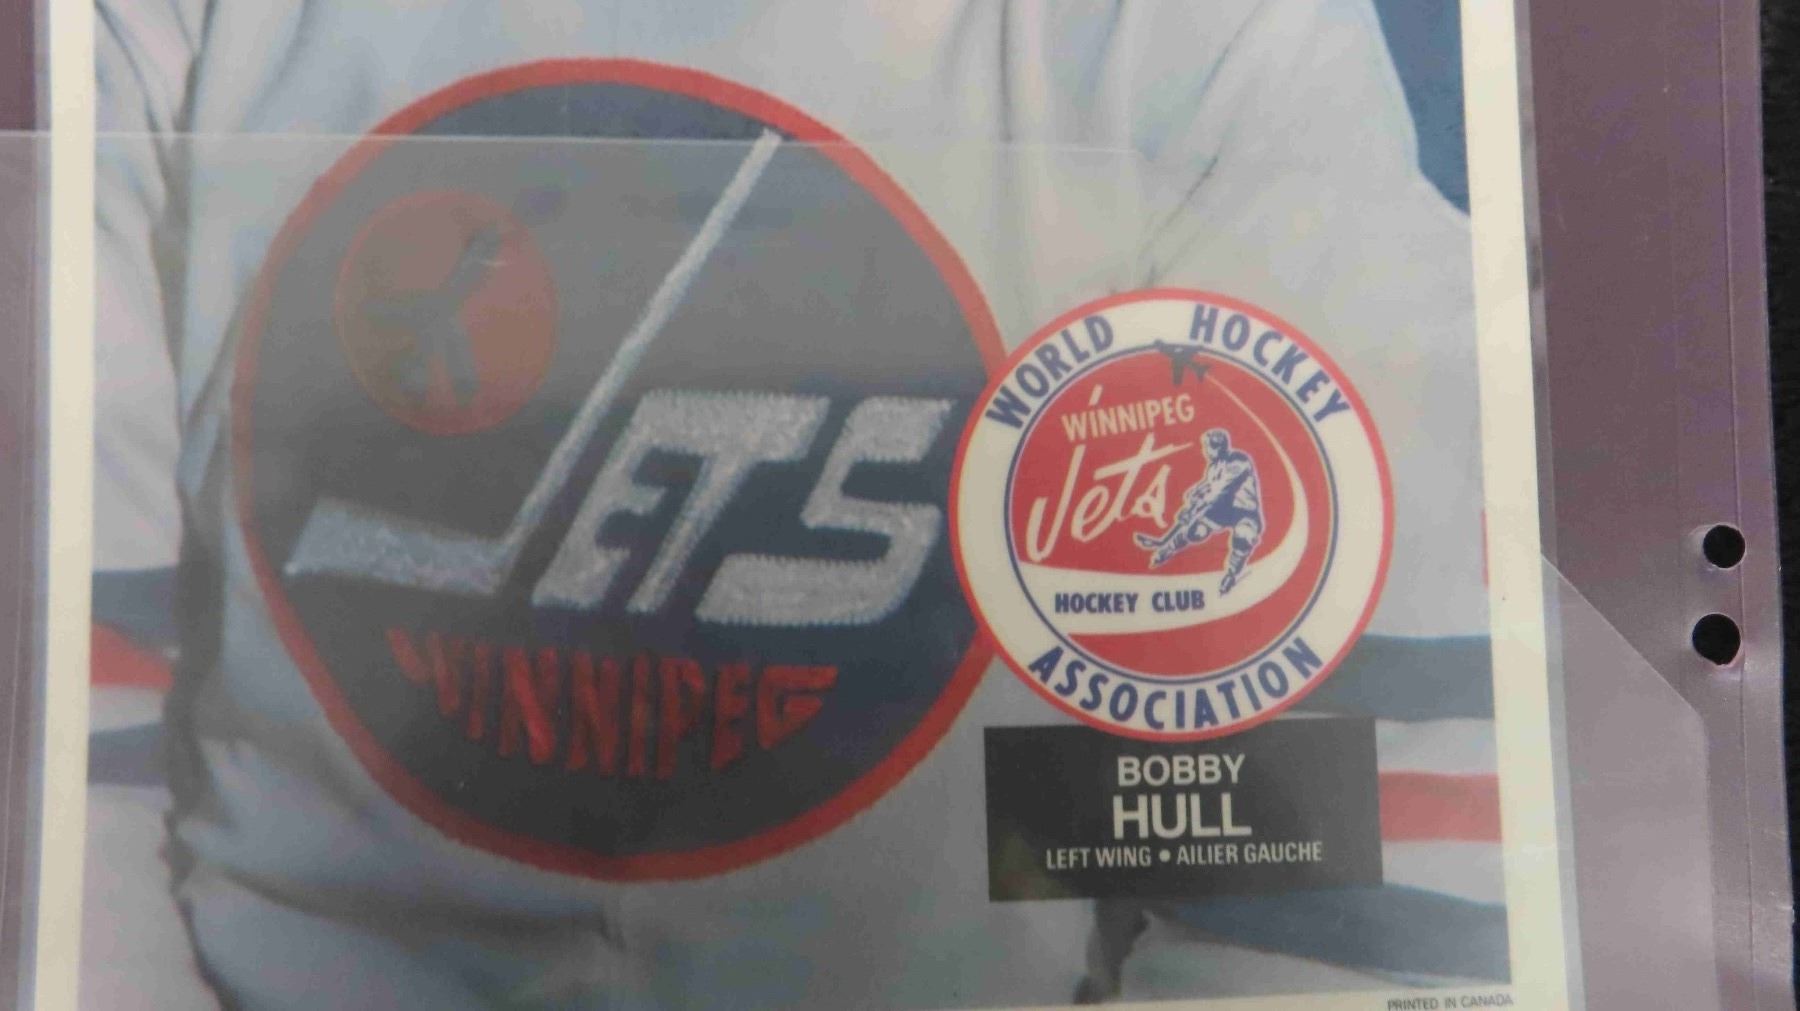 JETS
WINNIPEG
WORLD HOCKEY
WINNIPEG
Jets
HOCKEY CLUB
ASSOCIATION
BOBBY
HULL
LEFT WING • AILIER GAUCHE
PRINTED IN CANADA